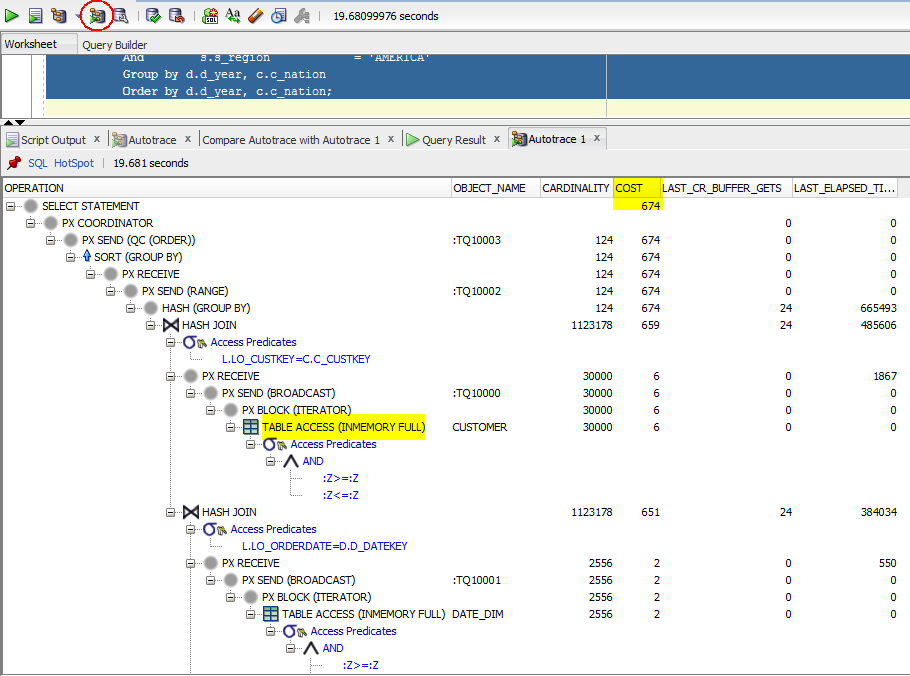 19.68099976 seconds
Worksheet Query Builder
And s.s_region = 'AMERICA'
Group by d.d_year, c.c_nation
Order by d.d_year, c.c_nation;
Script Output x Autotrace x Compare Autotrace with Autotrace 1 x Query Result x Autotrace 1 x
SQL HotSpot 19.681 seconds
OPERATION OBJECT_NAME CARDINALITY COST LAST_CR_BUFFER_GETS LAST_ELAPSED_TI...
SELECT STATEMENT 674
PX COORDINATOR 0 0
PX SEND (QC (ORDER)) :TQ10003 124 674 0 0
SORT (GROUP BY) 124 674 0 0
PX RECEIVE 124 674 0 0
PX SEND (RANGE) :TQ10002 124 674 0 0
HASH (GROUP BY) 124 674 24 665493
HASH JOIN 1123178 659 24 485606
Access Predicates
L.LO_CUSTKEY=C.C_CUSTKEY
PX RECEIVE 30000 6 0 1867
PX SEND (BROADCAST) :TQ10000 30000 6 0 0
PX BLOCK (ITERATOR) 30000 6 0 0
TABLE ACCESS (INMEMORY FULL) CUSTOMER 30000 6 0 0
Access Predicates
AND
:Z>=:Z
:Z<=:Z
HASH JOIN 1123178 651 24 384034
Access Predicates
L.LO_ORDERDATE=D.D_DATEKEY
PX RECEIVE 2556 2 0 550
PX SEND (BROADCAST) :TQ10001 2556 2 0 0
PX BLOCK (ITERATOR) 2556 2 0 0
TABLE ACCESS (INMEMORY FULL) DATE_DIM 2556 2 0 0
Access Predicates
AND
:Z>=:Z